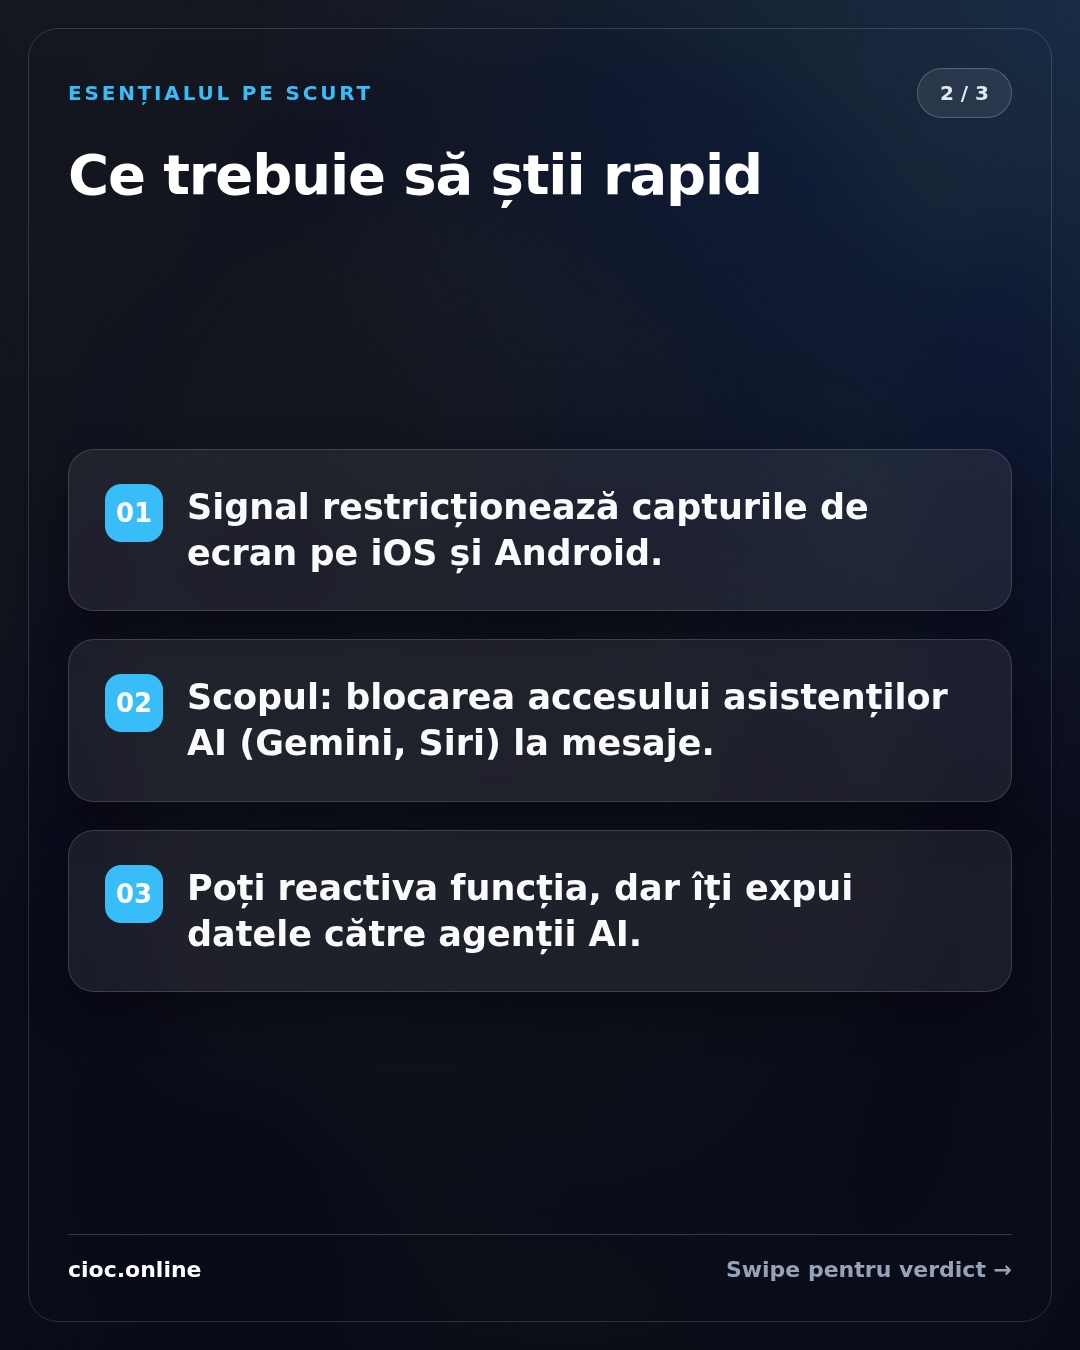 ESENȚIALUL PE SCURT
2 / 3
Ce trebuie să știi rapid
01
Signal restricționează capturile de
ecran pe iOS și Android.
02
Scopul: blocarea accesului asistenților
AI (Gemini, Siri) la mesaje.
03
Poți reactiva funcția, dar îți expui
datele către agenții AI.
cioc.online
Swipe pentru verdict →